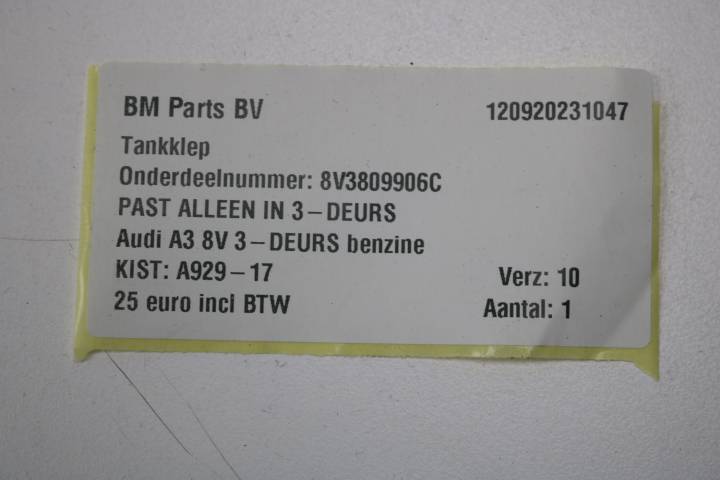 BM Parts BV 120920231047
Tankklep
Onderdeelnummer: 8V3809906C
PAST ALLEEN IN 3-DEURS
Audi A3 8V 3-DEURS benzine
KIST: A929-17 Verz: 10
25 euro incl BTW Aantal: 1